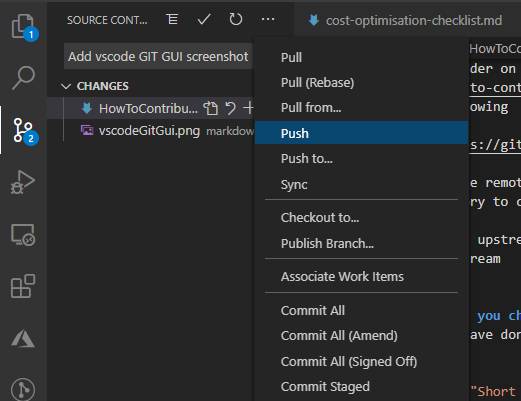 SOURCE CONT...
cost-optimisation-checklist.md
1
Add vscode GIT GUI screenshot
CHANGES
HowToContribu...
vscodeGitGui.png markdow
2
Pull
Pull (Rebase)
Pull from...
Push
Push to...
Sync
Checkout to...
Publish Branch...
Associate Work Items
Commit All
Commit All (Amend)
Commit All (Signed Off)
Commit Staged
HowToCon
der on
to-cont
owing
s://git
e remot
ry to c
upstre
ream
you ch
ave don
"Short